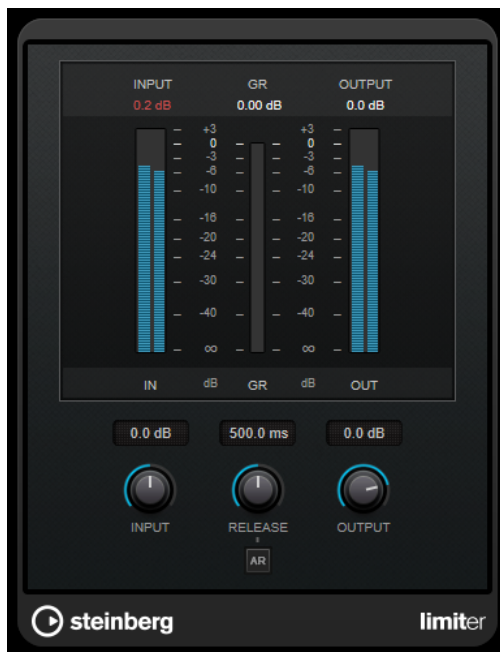 INPUT GR OUTPUT
0.2 dB 0.00 dB 0.0 dB
+3 +3
0 0
-3 -3
-6 -6
-10 -10
-16 -16
-20 -20
-24 -24
-30 -30
-40 -40
∞ ∞
IN dB GR dB OUT
0.0 dB 500.0 ms 0.0 dB
INPUT RELEASE OUTPUT
AR
steinberg limiter